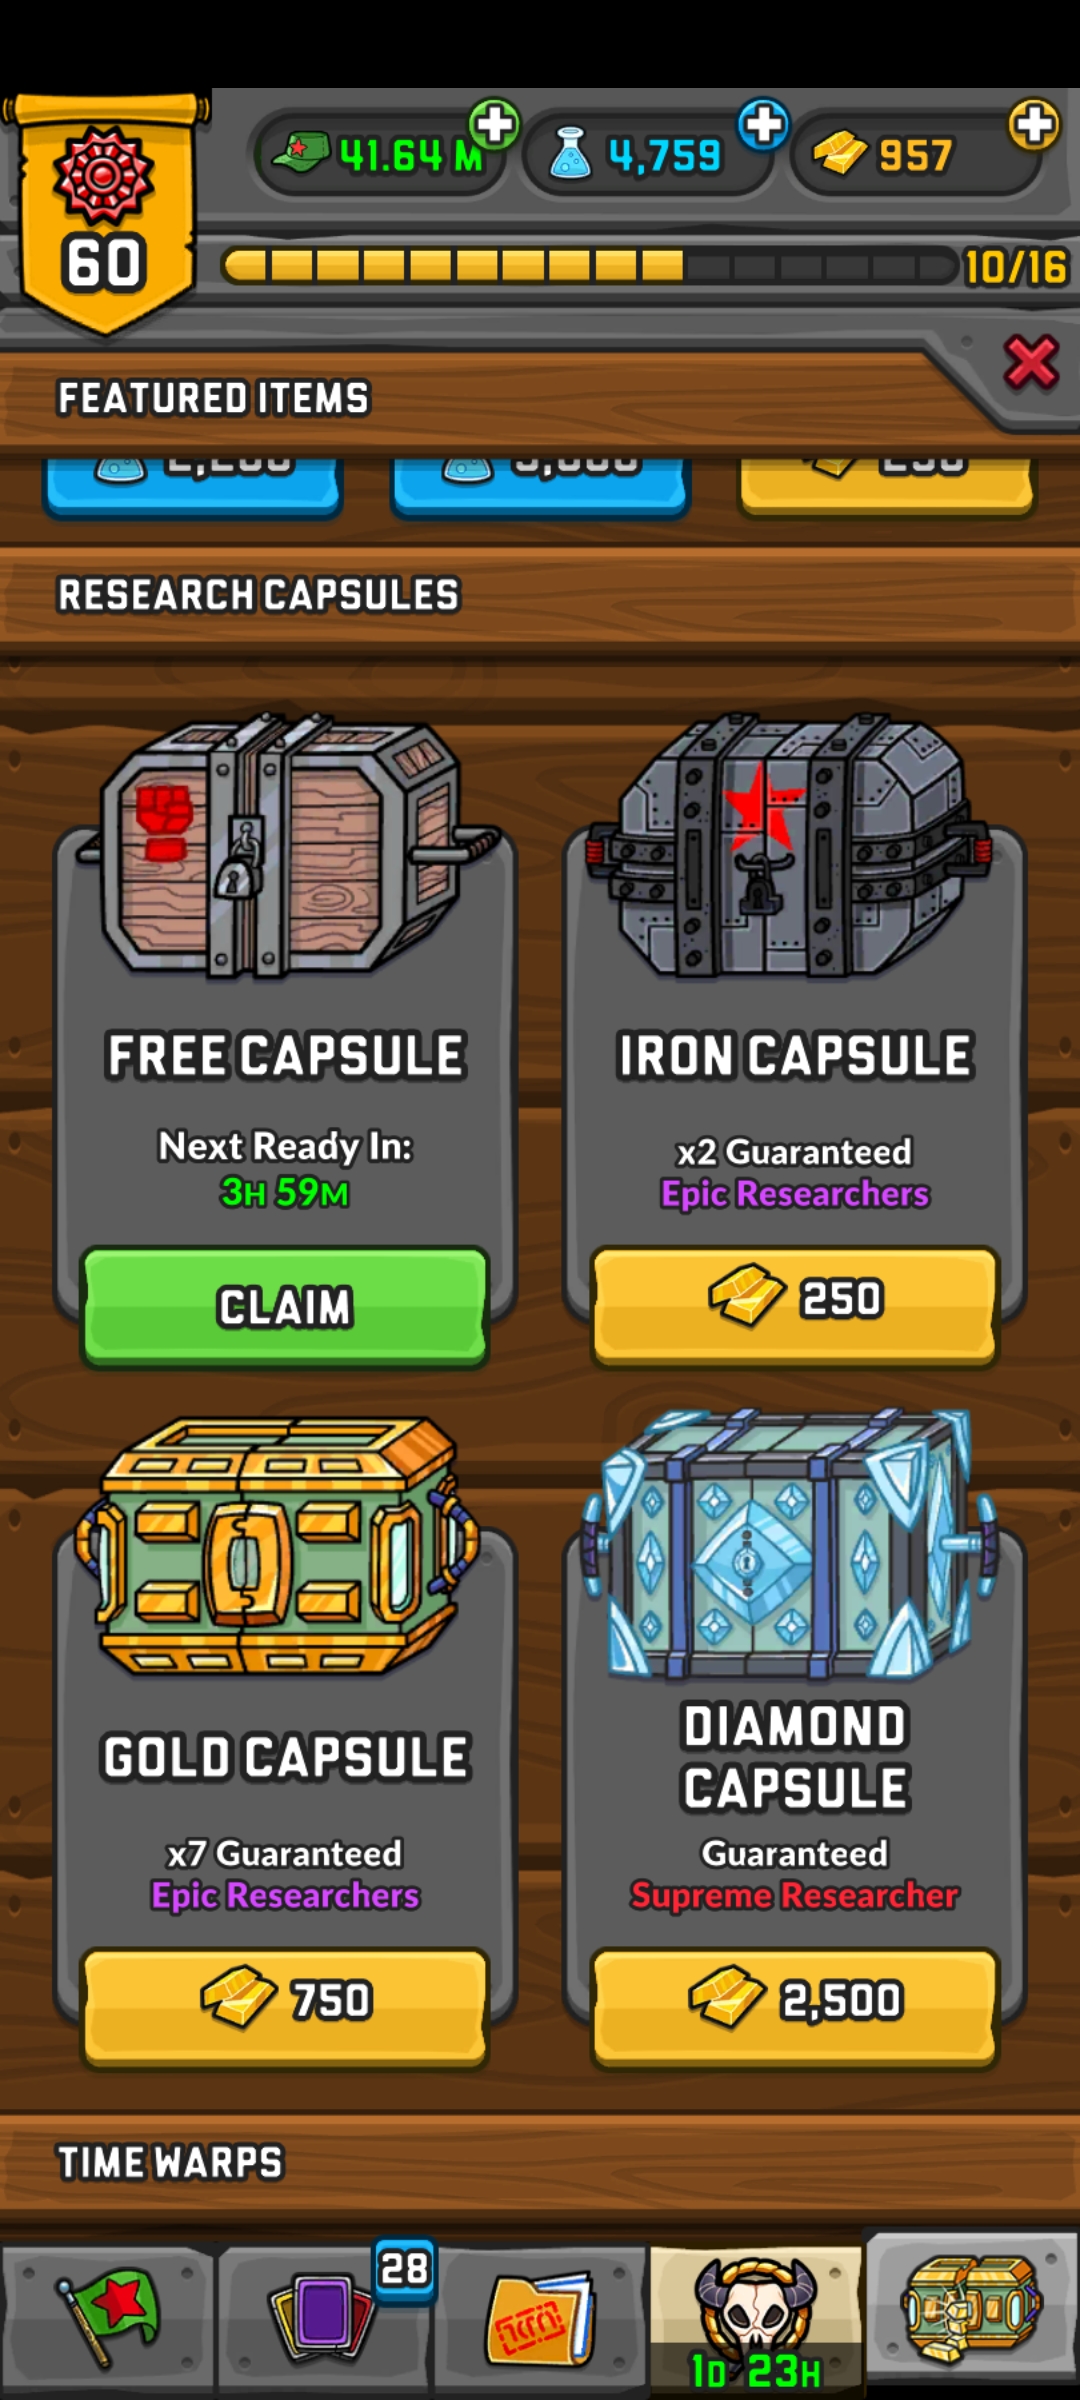 41.64 M
4,759
957
60
10/16
FEATURED ITEMS
RESEARCH CAPSULES
FREE CAPSULE
Next Ready In:
3H 59M
CLAIM
IRON CAPSULE
x2 Guaranteed
Epic Researchers
250
GOLD CAPSULE
x7 Guaranteed
Epic Researchers
750
DIAMOND
CAPSULE
Guaranteed
Supreme Researcher
2,500
TIME WARPS
28
1D 23H